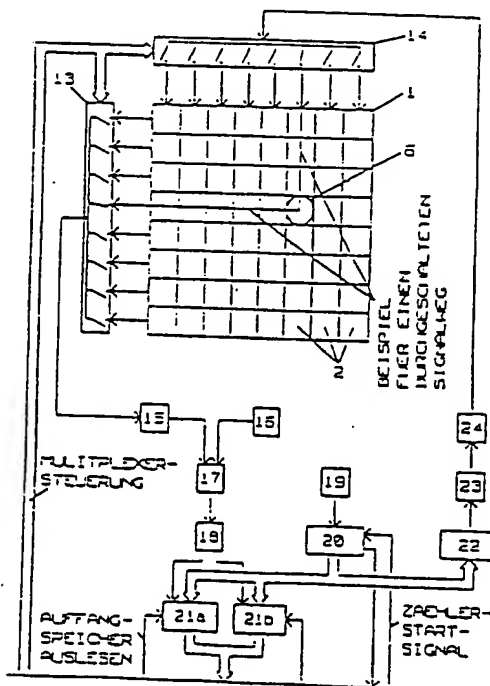 14
13
1
6
BEISPIEL
FUER EINEN
DURCHGESCHALTETEN
SIGNALWEG
2
15
16
24
MULITPLEXER-
STEUERUNG
17
19
23
18
20
22
AUFFANG-
SPEICHER
AUSLESEN
21a
21b
ZAEHLER-
START-
SIGNAL